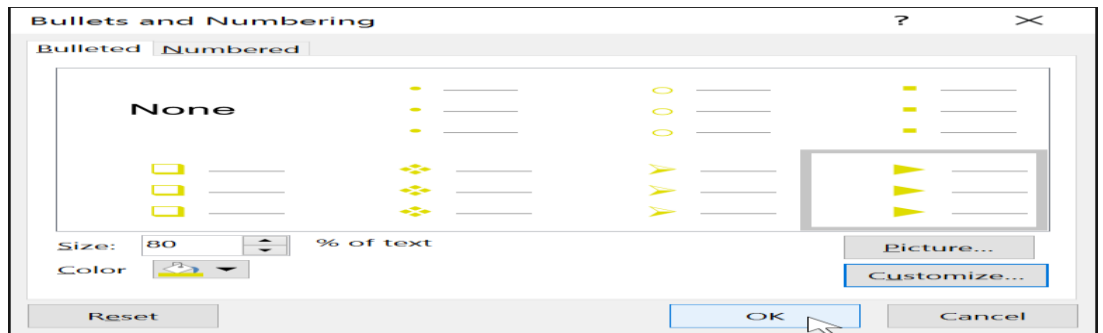 Bullets and Numbering ?
Bulleted Numbered
None
Size: 80 % of text
Picture...
Color
Customize...
Reset OK Cancel